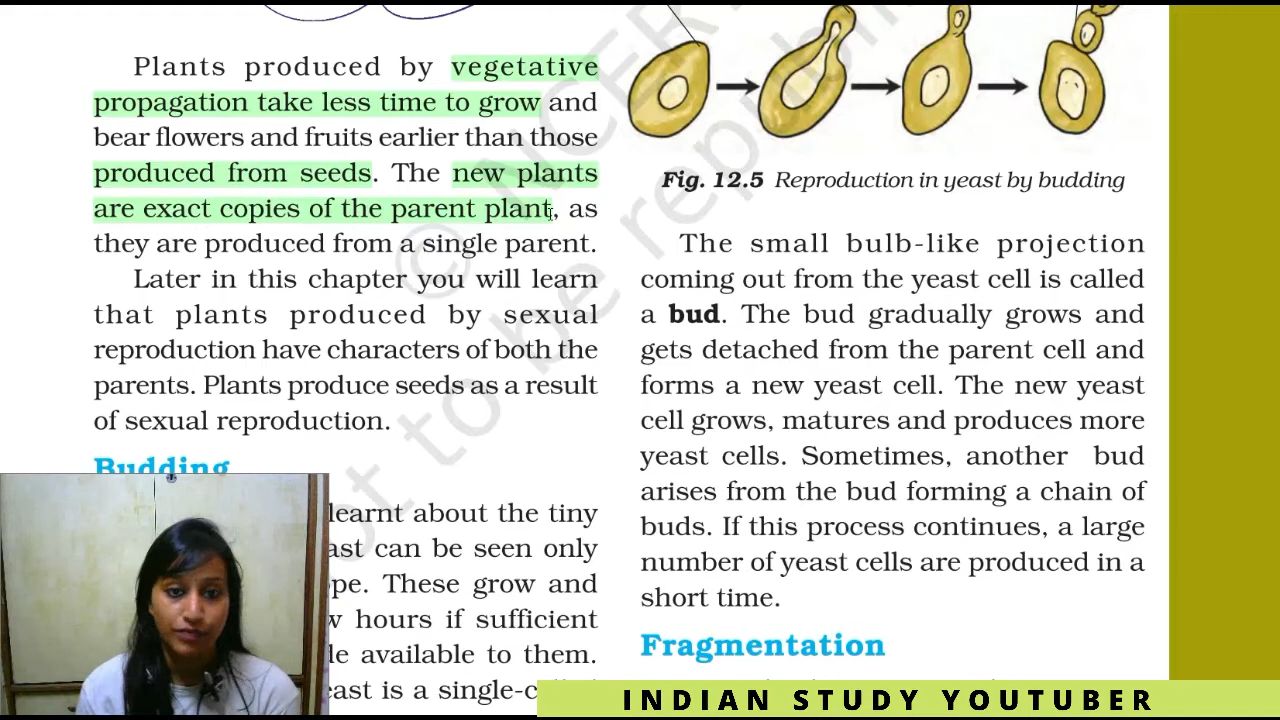 Plants produced by vegetative
propagation take less time to grow and
bear flowers and fruits earlier than those
produced from seeds. The new plants
are exact copies of the parent plant, as
they are produced from a single parent.
Later in this chapter you will learn
that plants produced by sexual
reproduction have characters of both the
parents. Plants produce seeds as a result
of sexual reproduction.
Budding
learnt about the tiny
can be seen only
These grow and
hours if sufficient
available to them.
is a
Fig. 12.5 Reproduction in yeast by budding
The small bulb-like projection
coming out from the yeast cell is called
a bud. The bud gradually grows and
gets detached from the parent cell and
forms a new yeast cell. The new yeast
cell grows, matures and produces more
yeast cells. Sometimes, another bud
arises from the bud forming a chain of
buds. If this process continues, a large
number of yeast cells are produced in a
short time.
Fragmentation
INDIAN STUDY YOUTUBER